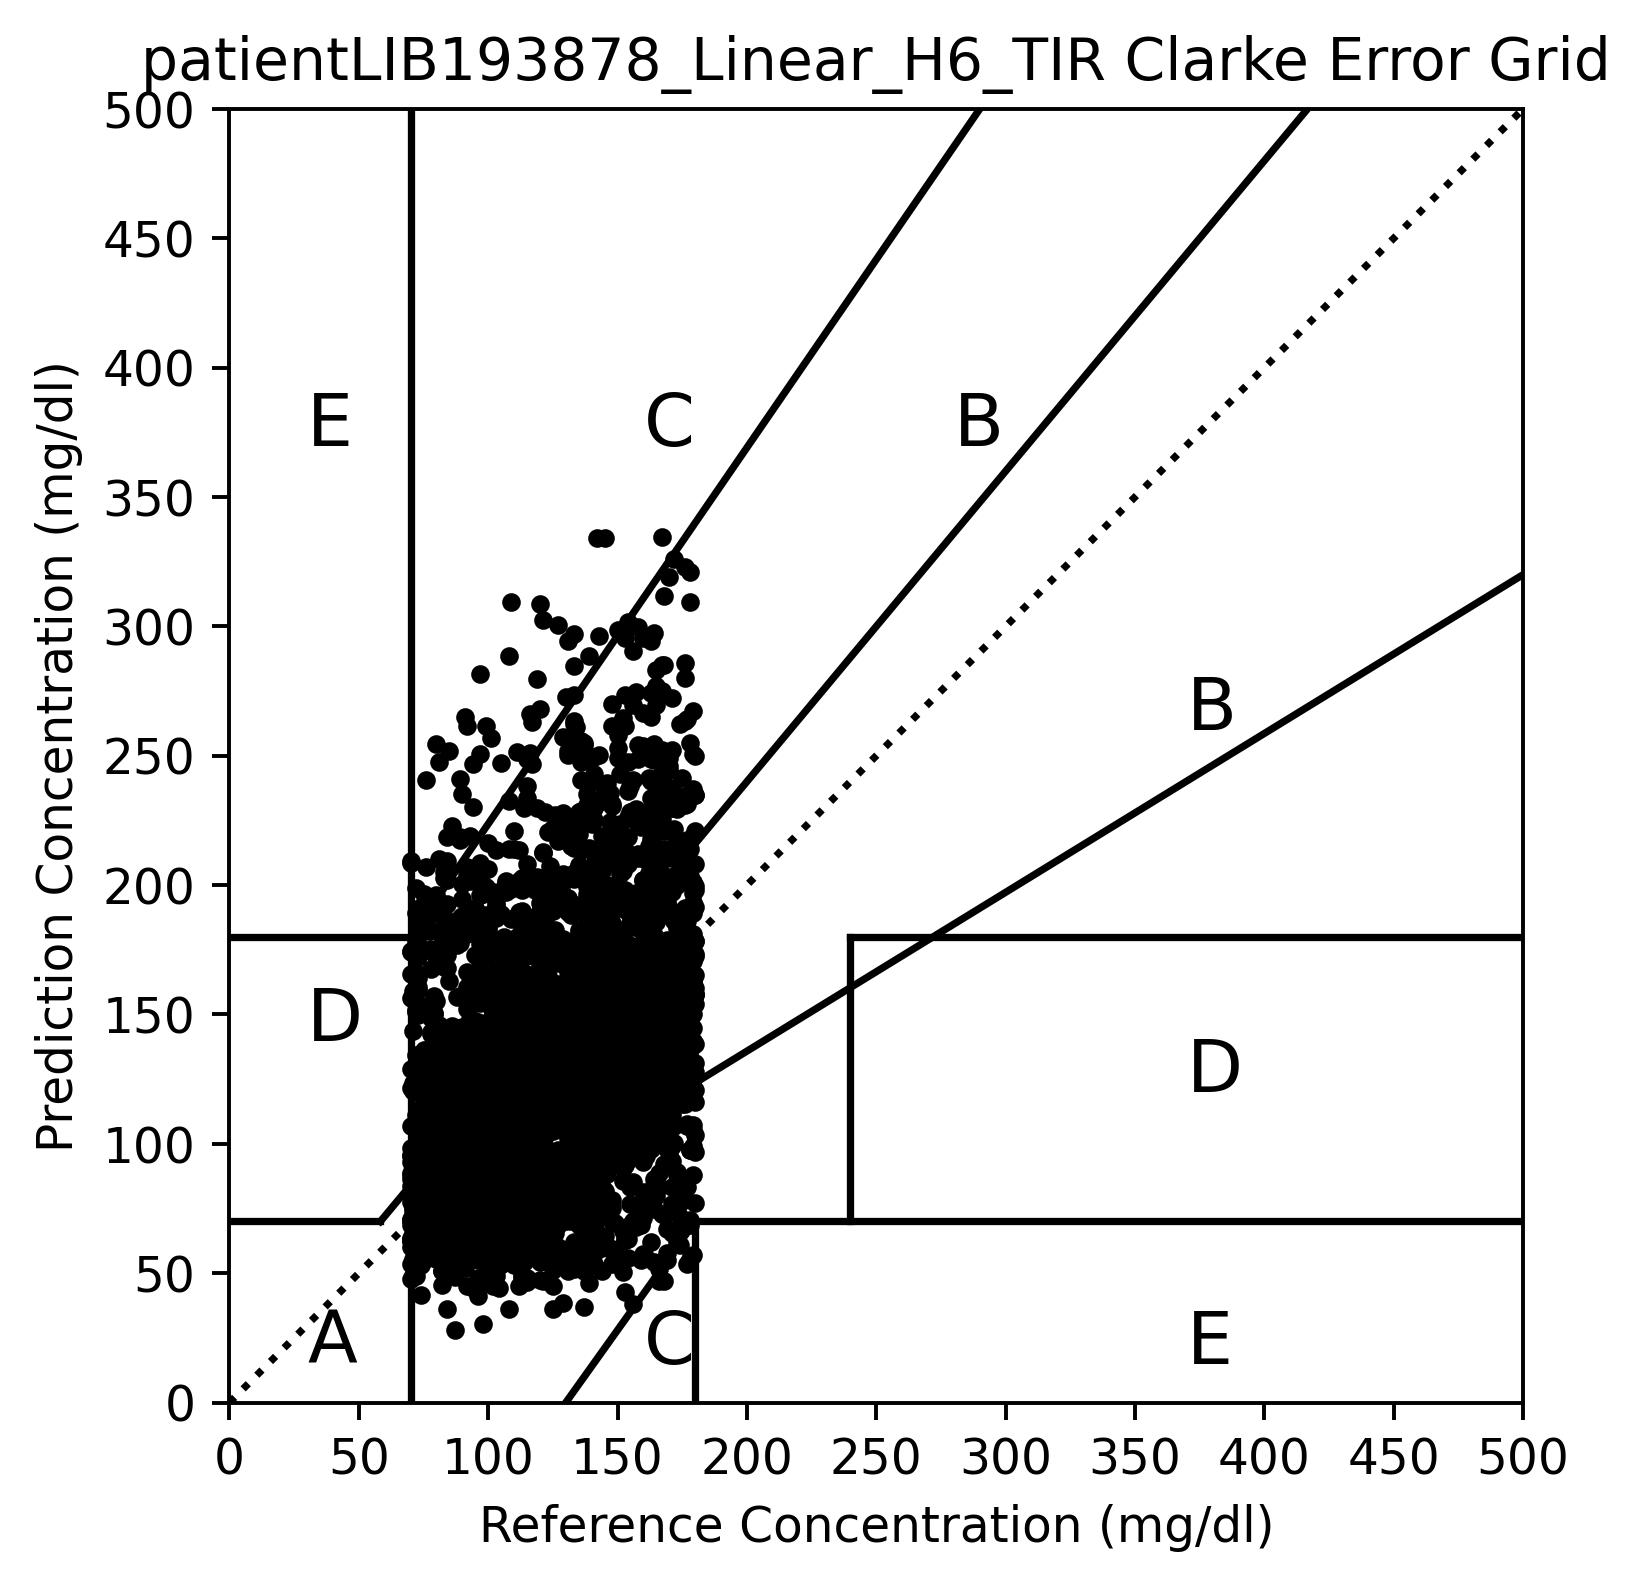 patientLIB193878_Linear_H6_TIR Clarke Error Grid
500
450
400
350
300
250
200
150
100
50
0
Prediction Concentration (mg/dl)
E
C
B
B
D
D
A
C
E
0 50 100 150 200 250 300 350 400 450 500
Reference Concentration (mg/dl)